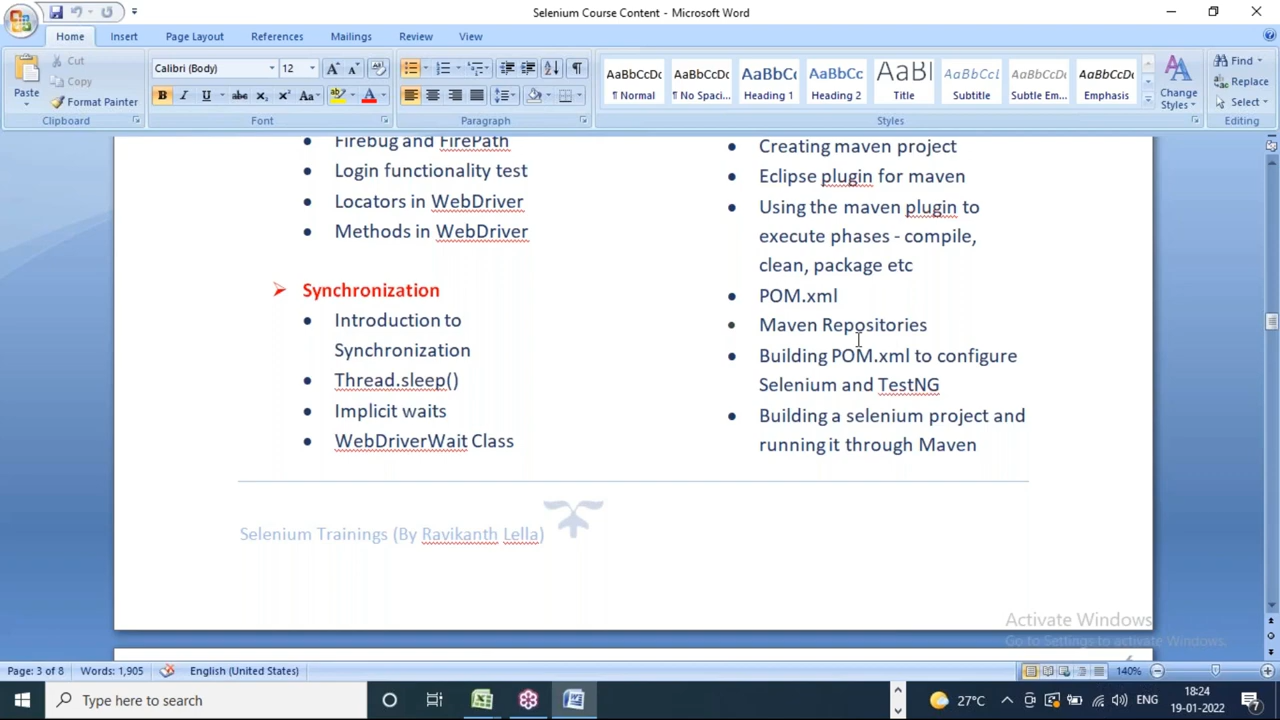 Selenium Course Content - Microsoft Word
Home Insert Page Layout References Mailings Review View
Paste
Cut
Copy
Format Painter
Clipboard
Calibri (Body) 12
Font
Paragraph
AaBbCcDc AaBbCcDc AaBbC AaBbCc AaBl AaBbCcL AaBbCcDc AaBbCcDc
¶ Normal ¶ No Spaci... Heading 1 Heading 2 Title Subtitle Subtle Em... Emphasis
Styles
Change Styles
Find
Replace
Select
Editing
Firebug and FirePath
Login functionality test
Locators in WebDriver
Methods in WebDriver
Synchronization
Introduction to
Synchronization
Thread.sleep()
Implicit waits
WebDriverWait Class
Creating maven project
Eclipse plugin for maven
Using the maven plugin to
execute phases - compile,
clean, package etc
POM.xml
Maven Repositories
Building POM.xml to configure
Selenium and TestNG
Building a selenium project and
running it through Maven
Selenium Trainings (By Ravikanth Lella)
Activate Windows
Go to Settings to activate Windows.
Page: 3 of 8 Words: 1,905 English (United States) 140%
Type here to search
27°C ENG 18:24
19-01-2022
7